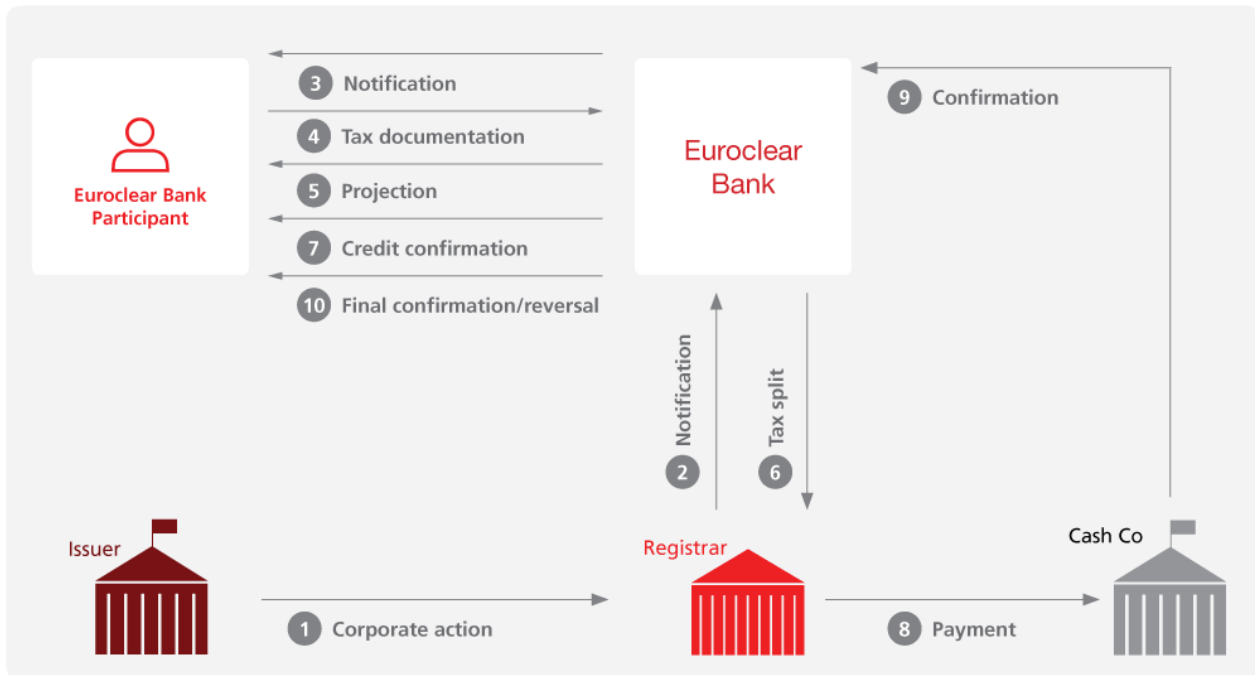 3 Notification
9 Confirmation
4 Tax documentation
Euroclear
Bank
Euroclear Bank
Participant
5 Projection
7 Credit confirmation
10 Final confirmation/reversal
2 Notification
6 Tax split
Issuer
Registrar
Cash Co
1 Corporate action
8 Payment